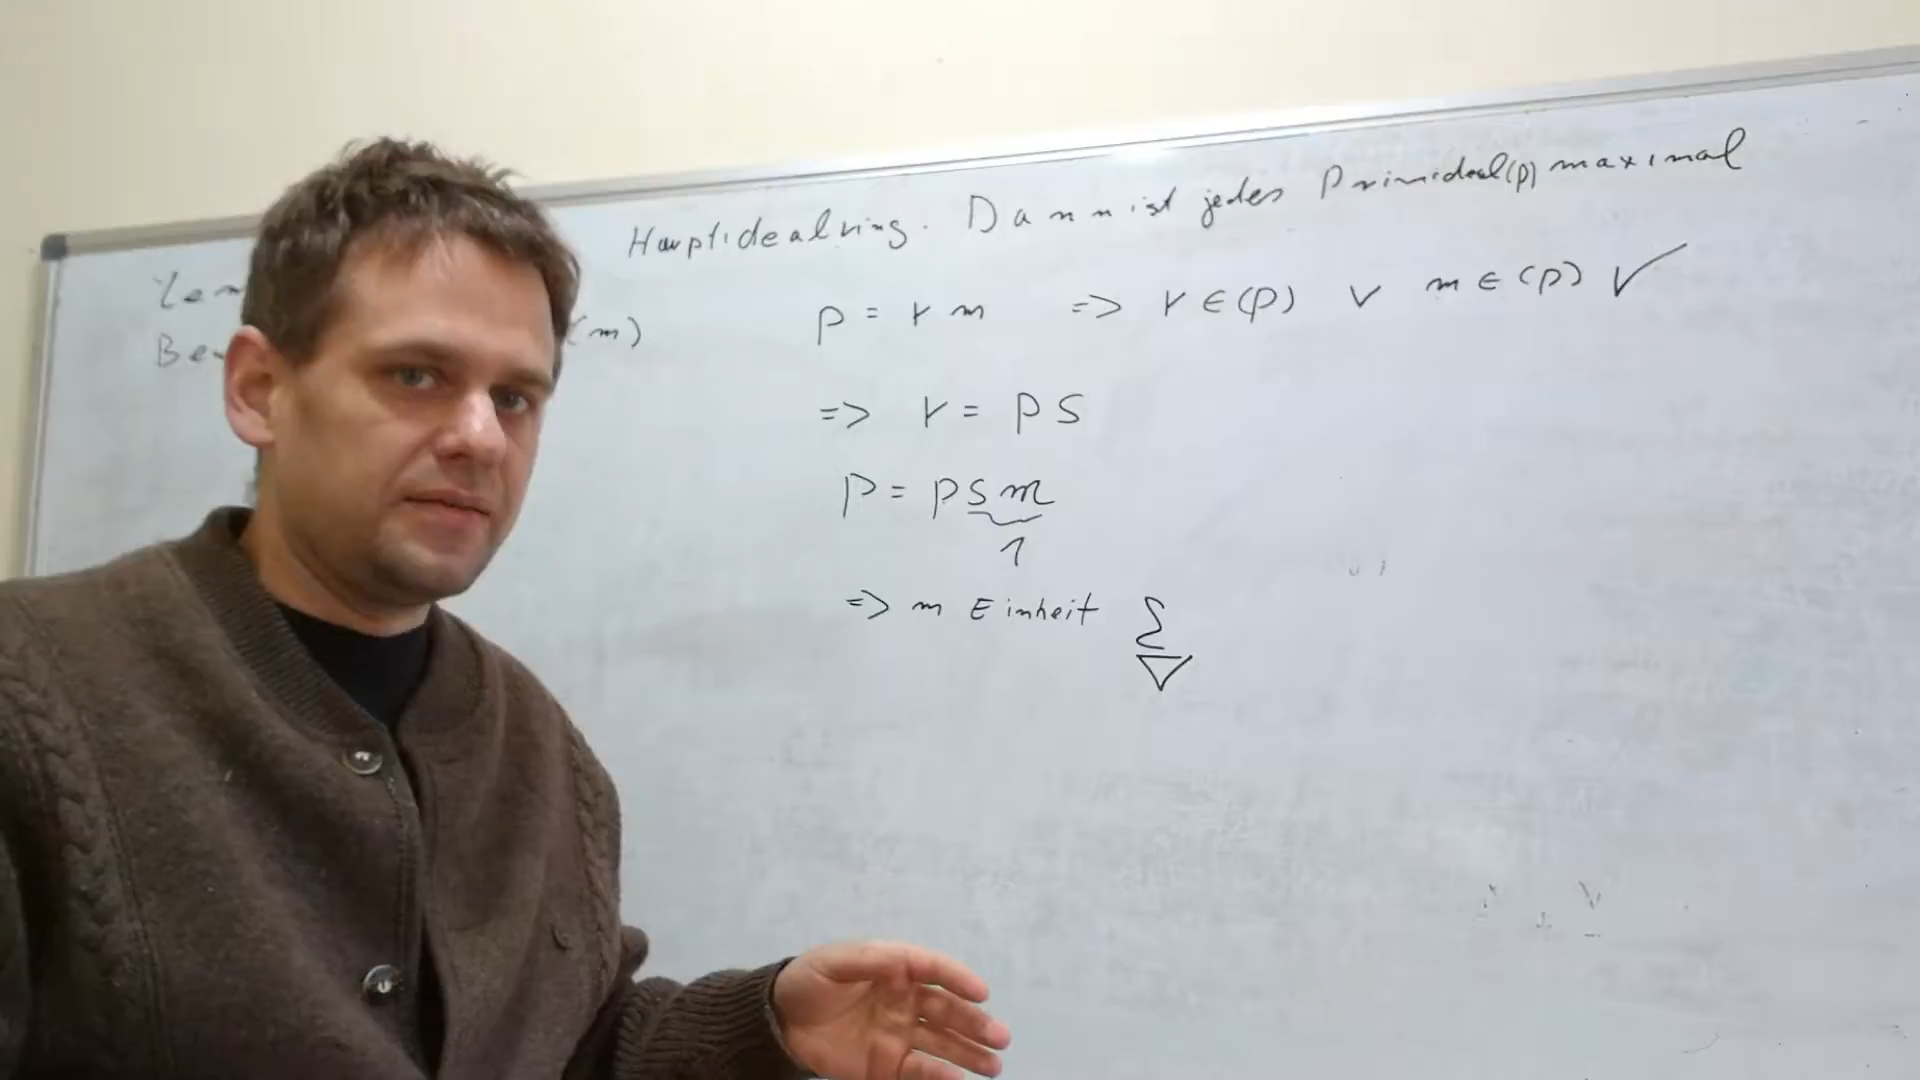 Hauptidealring. Dann ist jedes Primideal (p) maximal
(m) p = r m => r ∈ (p) ∨ m ∈ (p) ✓
=> r = p s
p = p s m
1
=> m Einheit